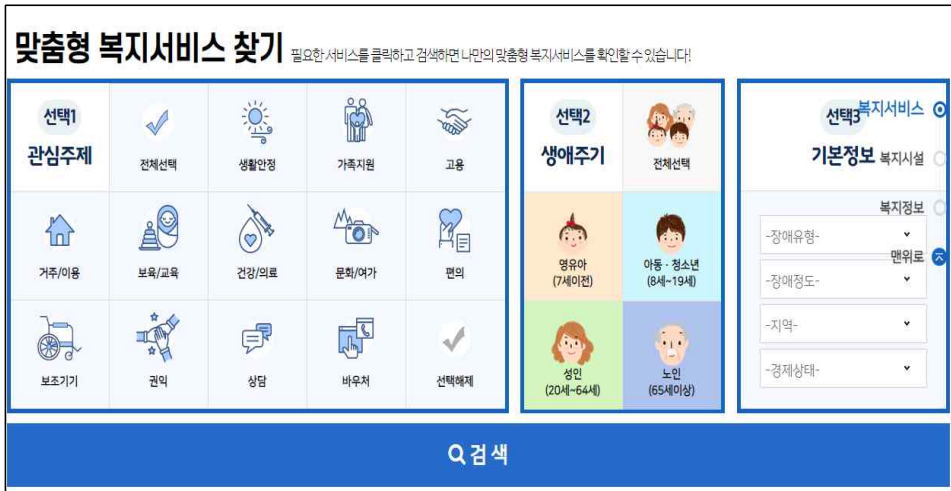 맞춤형 복지서비스 찾기 필요한 서비스를 클릭하고 검색하면 나만의 맞춤형 복지서비스를 확인할 수 있습니다!
선택1
관심주제
전체선택
생활안정
가족지원
고용
거주/이용
보육/교육
건강/의료
문화/여가
편의
보조기기
권익
상담
바우처
선택해제
선택2
생애주기
전체선택
영유아
(7세이전)
아동 · 청소년
(8세~19세)
성인
(20세~64세)
노인
(65세이상)
선택3
기본정보
-장애유형-
-장애정도-
-지역-
-경제상태-
복지서비스
복지시설
복지정보
맨위로
검색